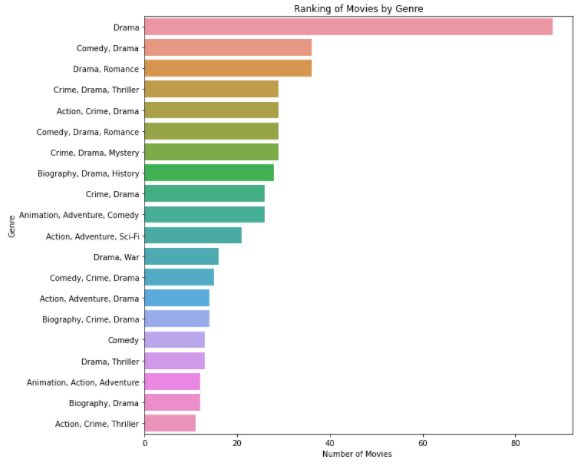 Ranking of Movies by Genre
Genre
Drama
Comedy, Drama
Drama, Romance
Crime, Drama, Thriller
Action, Crime, Drama
Comedy, Drama, Romance
Crime, Drama, Mystery
Biography, Drama, History
Crime, Drama
Animation, Adventure, Comedy
Action, Adventure, Sci-Fi
Drama, War
Comedy, Crime, Drama
Action, Adventure, Drama
Biography, Crime, Drama
Comedy
Drama, Thriller
Animation, Action, Adventure
Biography, Drama
Action, Crime, Thriller
0 20 40 60 80
Number of Movies